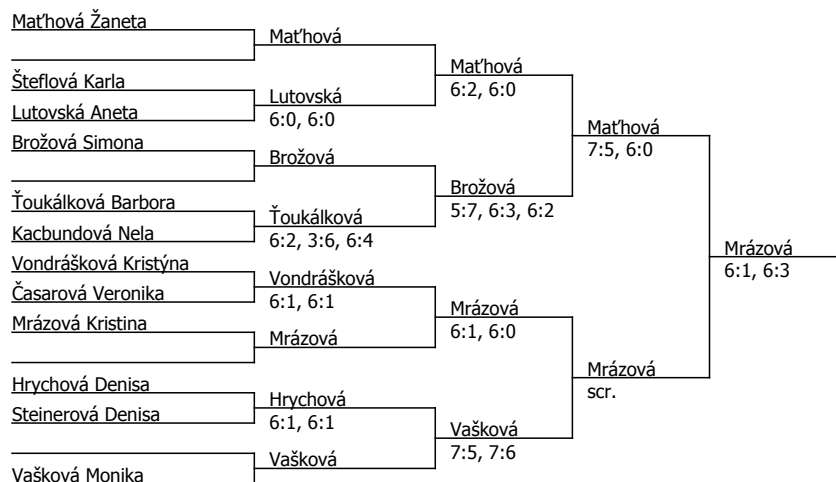 Maťhová Žaneta
Šteflová Karla
Lutovská Aneta
Brožová Simona
Ťoukálková Barbora
Kacbundová Nela
Vondrášková Kristýna
Časarová Veronika
Mrázová Kristina
Hrychová Denisa
Steinerová Denisa
Vašková Monika
Maťhová
Lutovská
6:0, 6:0
Brožová
Ťoukálková
6:2, 3:6, 6:4
Vondrášková
6:1, 6:1
Mrázová
Hrychová
6:1, 6:1
Vašková
Maťhová
6:2, 6:0
Brožová
5:7, 6:3, 6:2
Mrázová
6:1, 6:0
Vašková
7:5, 7:6
Maťhová
7:5, 6:0
Mrázová
scr.
Mrázová
6:1, 6:3